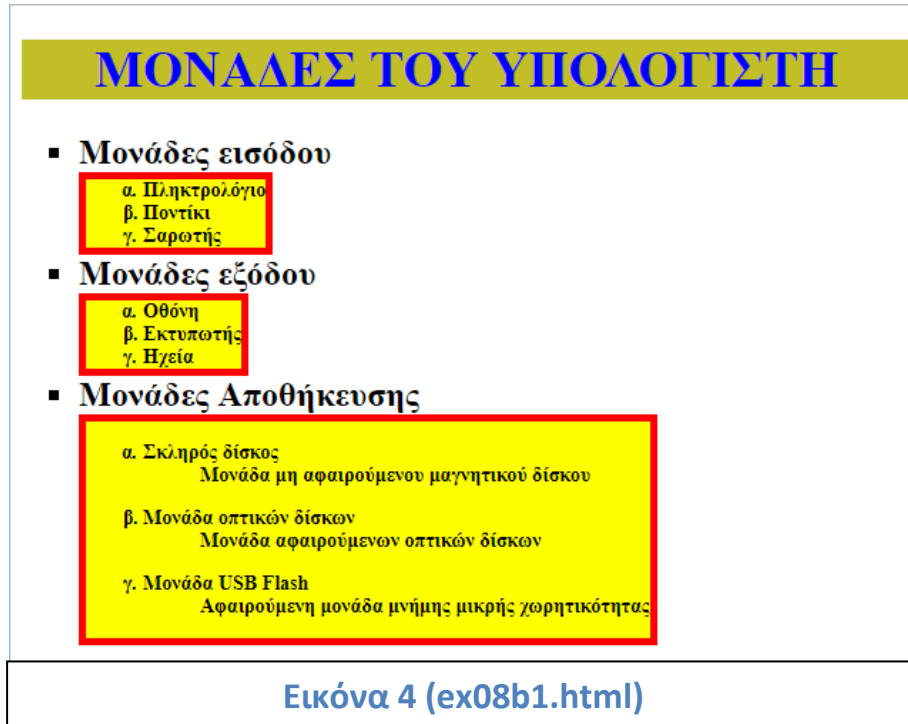 ΜΟΝΑΔΕΣ ΤΟΥ ΥΠΟΛΟΓΙΣΤΗ
▪ Μονάδες εισόδου
α. Πληκτρολόγιο
β. Ποντίκι
γ. Σαρωτής
▪ Μονάδες εξόδου
α. Οθόνη
β. Εκτυπωτής
γ. Ηχεία
▪ Μονάδες Αποθήκευσης
α. Σκληρός δίσκος
Μονάδα μη αφαιρούμενου μαγνητικού δίσκου
β. Μονάδα οπτικών δίσκων
Μονάδα αφαιρούμενων οπτικών δίσκων
γ. Μονάδα USB Flash
Αφαιρούμενη μονάδα μνήμης μικρής χωρητικότητας
Εικόνα 4 (ex08b1.html)